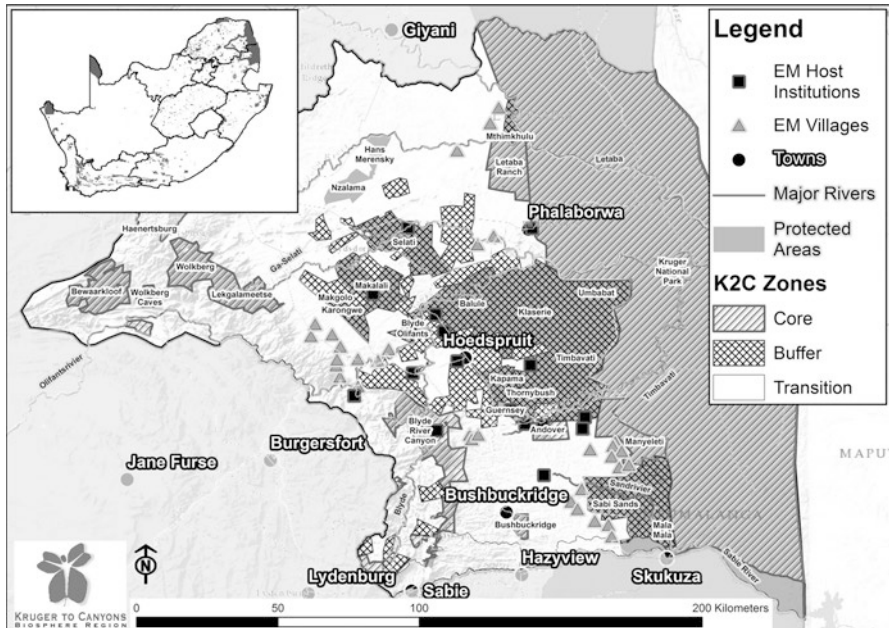 Giyani
Legend
EM Host
Institutions
EM Villages
Towns
Major Rivers
Protected
Areas
K2C Zones
Core
Buffer
Transition
Mthimkhulu
Letaba
Letaba
Ranch
Hans
Merensky
Nzalama
Phalaborwa
Haenertsburg
Selati
Ga-Selati
Wolkberg
Kruger
National
Park
Bewaarkloof
Wolkberg
Caves
Lekgalameetse
Makalali
Makgolo
Karongwe
Balule
Umbabat
Klaserie
Blyde
Olifants
Hoedspruit
Timbavati
Timbavati
Olifantsrivier
Kapama
Thornybush
Guernsey
Blyde
River
Canyon
Andover
Manyeleti
Burgersfort
Jane Furse
MAPU
Sandrivier
Sabi Sands
Blyde
Bushbuckridge
Bushbuckridge
MALANGA
Mala
Mala
Hazyview
Skukuza
Sabie River
Lydenburg
Sabie
N
KRUGER TO CANYONS
BIOSPHERE REGION
0 50 100 200 Kilometers